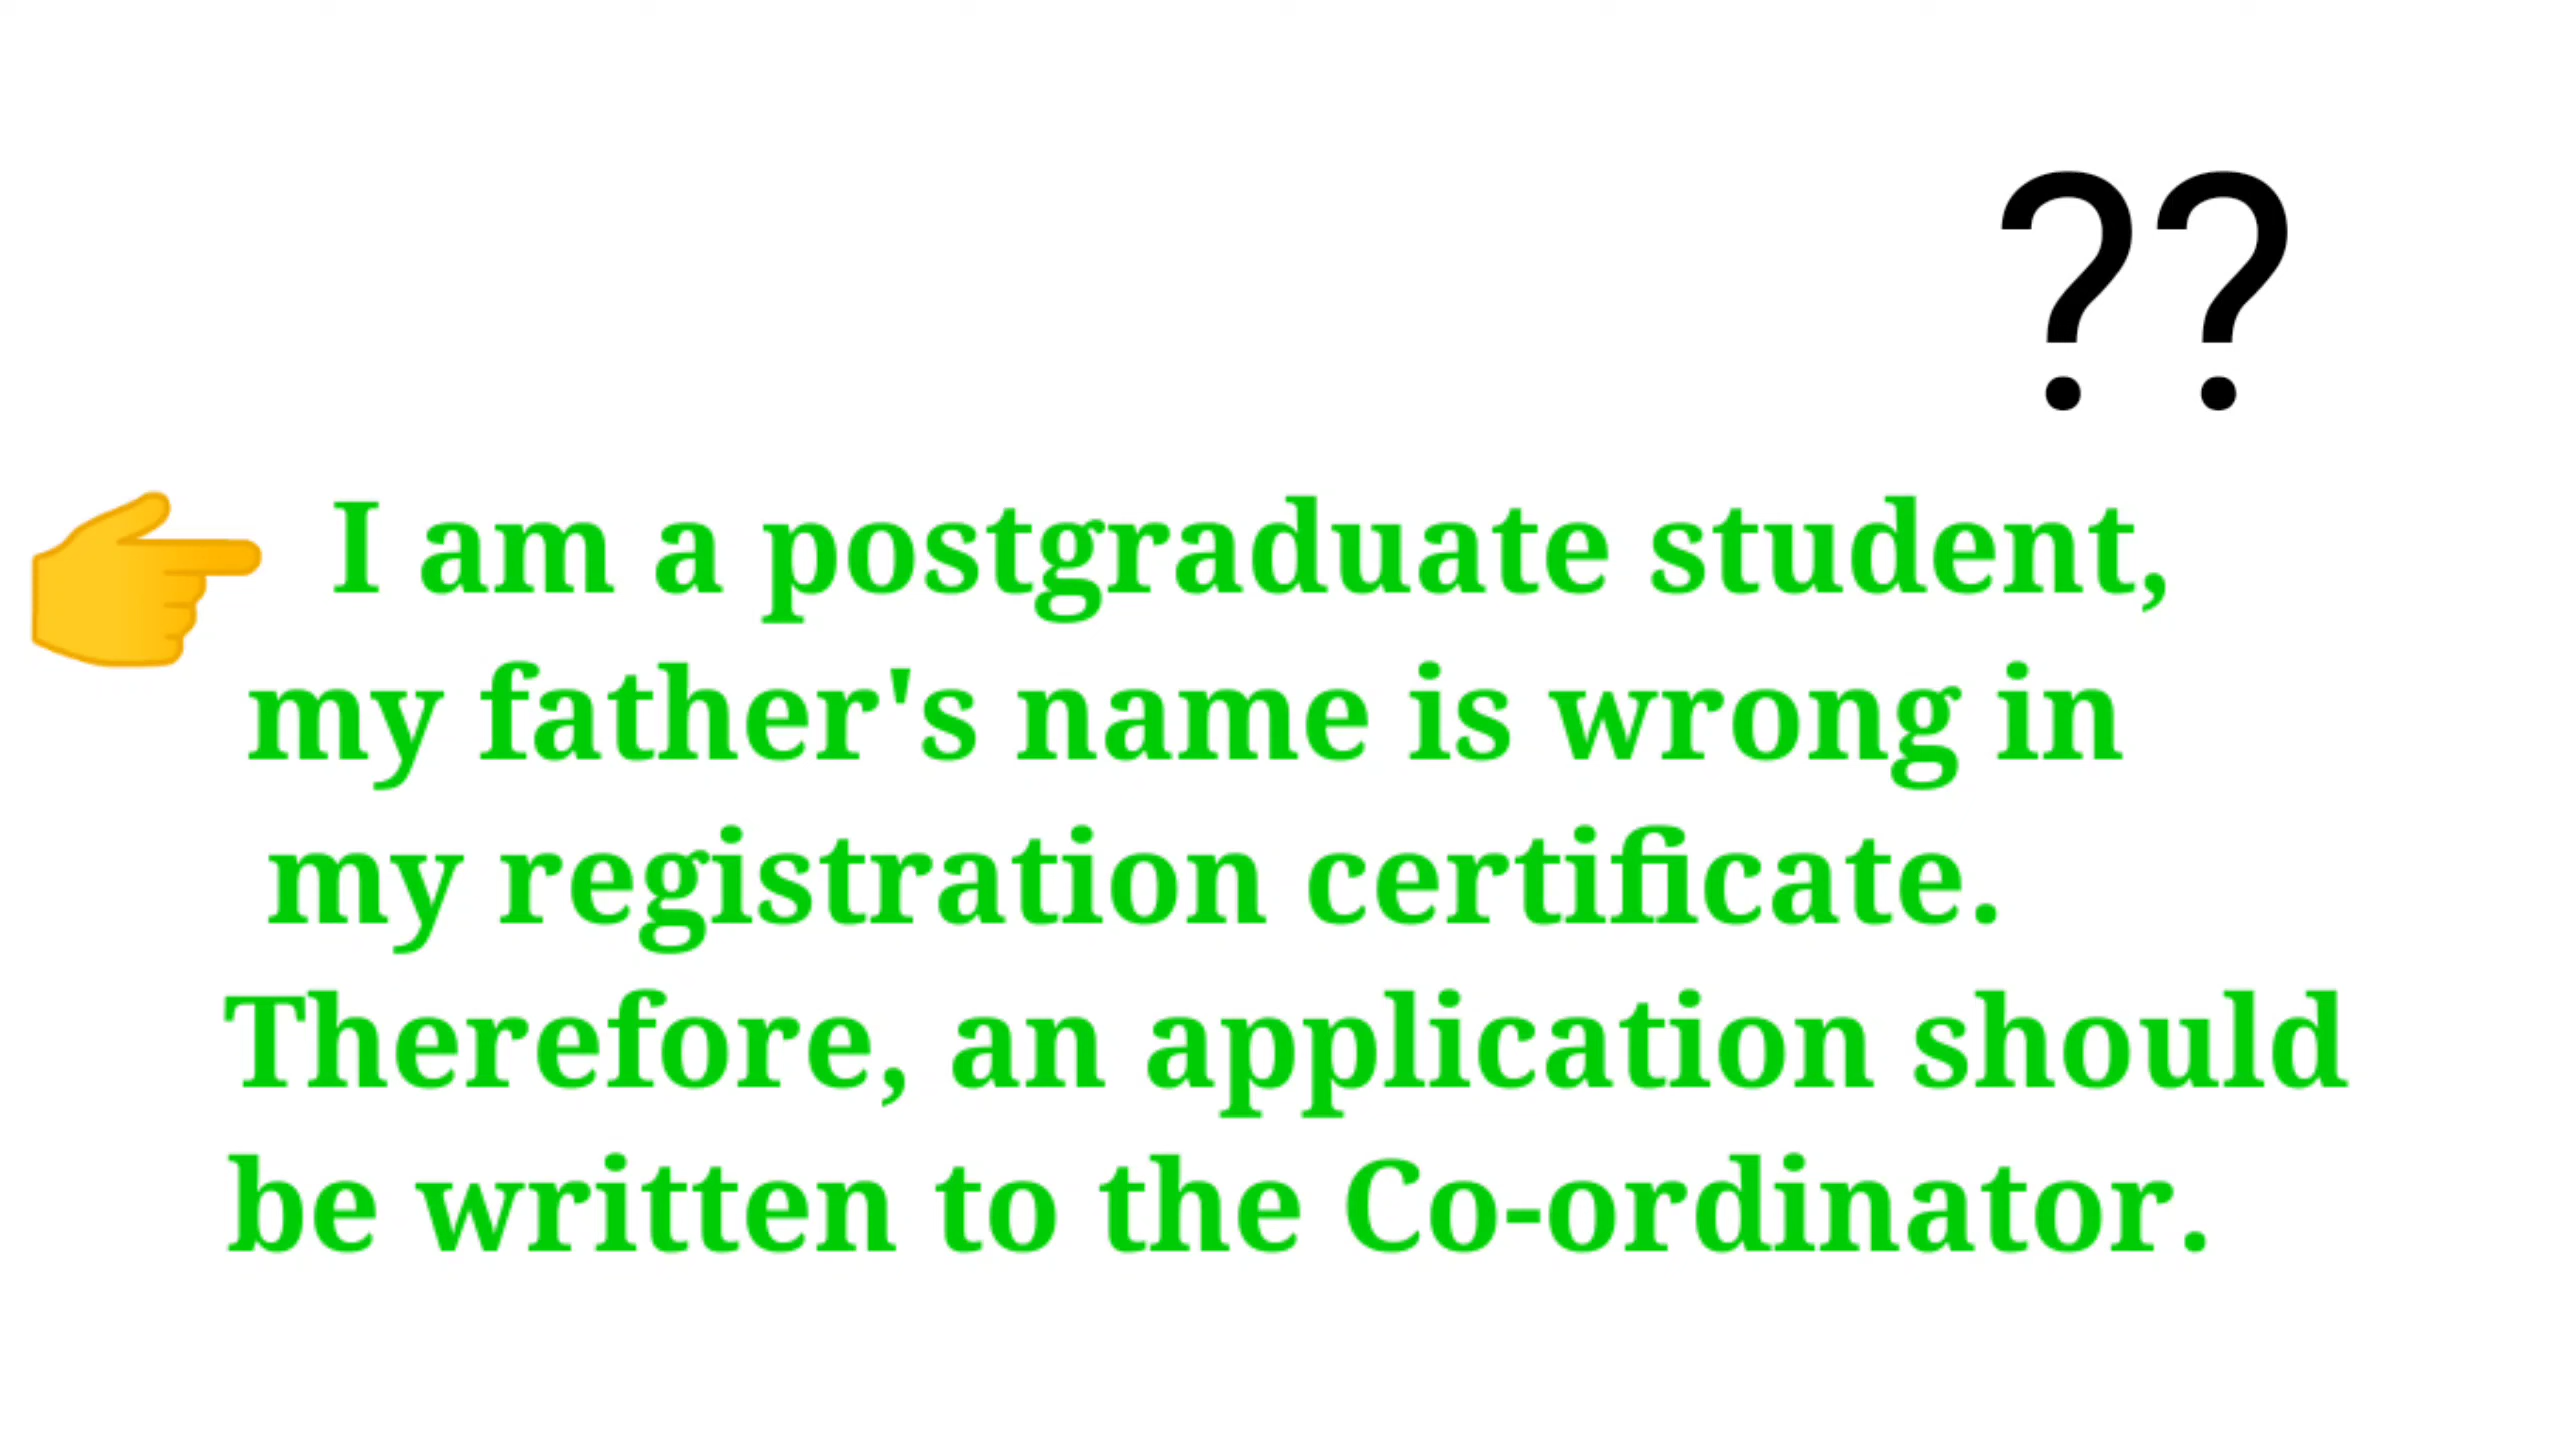 ??
👉 I am a postgraduate student,
my father's name is wrong in
my registration certificate.
Therefore, an application should
be written to the Co-ordinator.